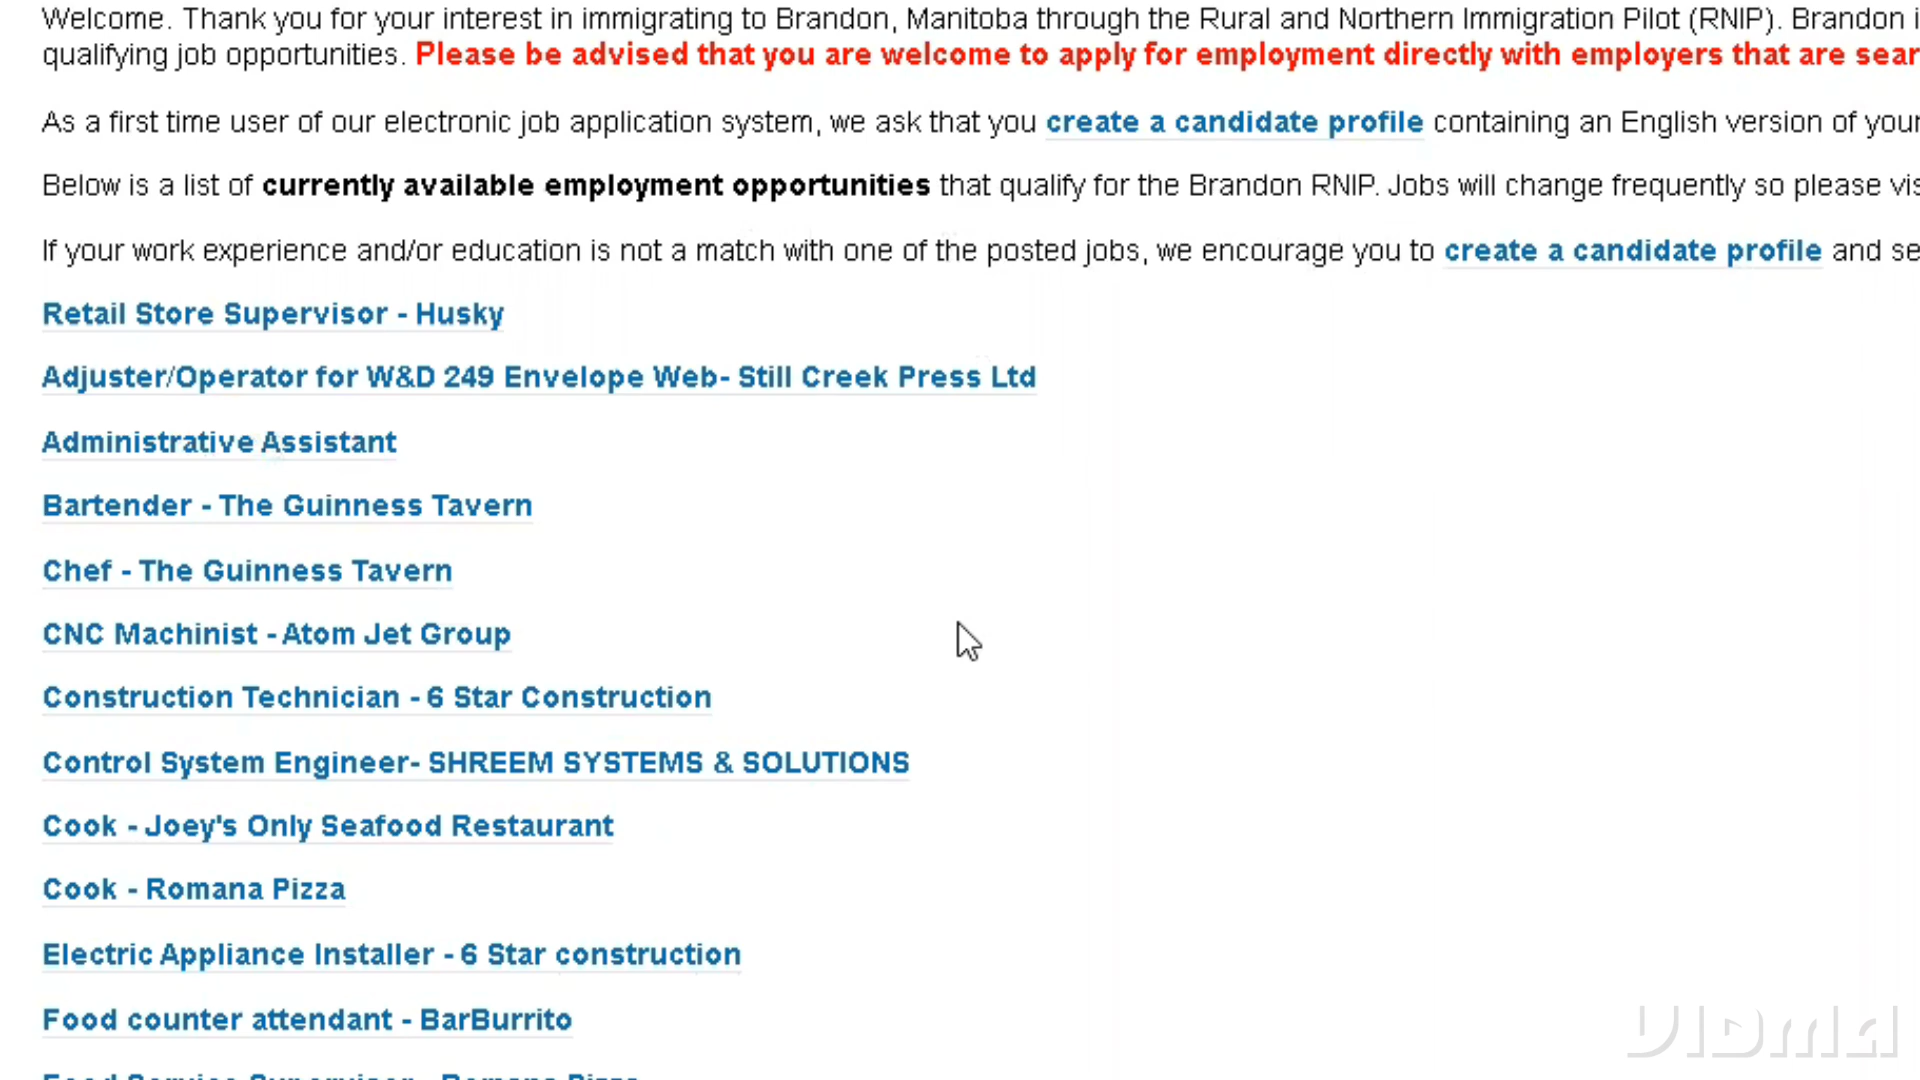 Welcome. Thank you for your interest in immigrating to Brandon, Manitoba through the Rural and Northern Immigration Pilot (RNIP). Brandon
qualifying job opportunities. Please be advised that you are welcome to apply for employment directly with employers that are
As a first time user of our electronic job application system, we ask that you create a candidate profile containing an English version of your
Below is a list of currently available employment opportunities that qualify for the Brandon RNIP. Jobs will change frequently so please
If your work experience and/or education is not a match with one of the posted jobs, we encourage you to create a candidate profile and
Retail Store Supervisor - Husky
Adjuster/Operator for W&D 249 Envelope Web- Still Creek Press Ltd
Administrative Assistant
Bartender - The Guinness Tavern
Chef - The Guinness Tavern
CNC Machinist - Atom Jet Group
Construction Technician - 6 Star Construction
Control System Engineer- SHREEM SYSTEMS & SOLUTIONS
Cook - Joey's Only Seafood Restaurant
Cook - Romana Pizza
Electric Appliance Installer - 6 Star construction
Food counter attendant - BarBurrito
Food Service Supervisor - Romana Pizza
VIDMA